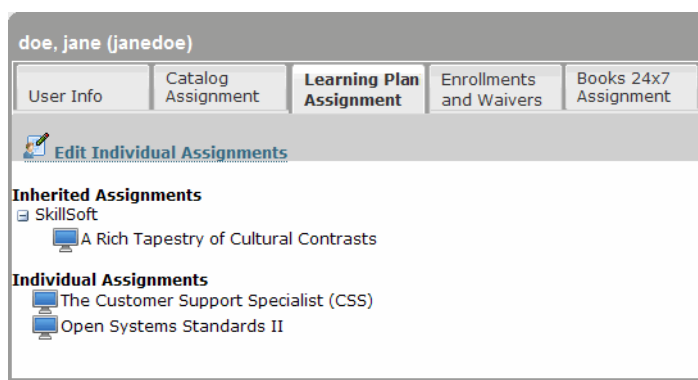 doe, jane (janedoe)
User Info
Catalog
Assignment
Learning Plan
Assignment
Enrollments
and Waivers
Books 24x7
Assignment
Edit Individual Assignments
Inherited Assignments
SkillSoft
A Rich Tapestry of Cultural Contrasts
Individual Assignments
The Customer Support Specialist (CSS)
Open Systems Standards II